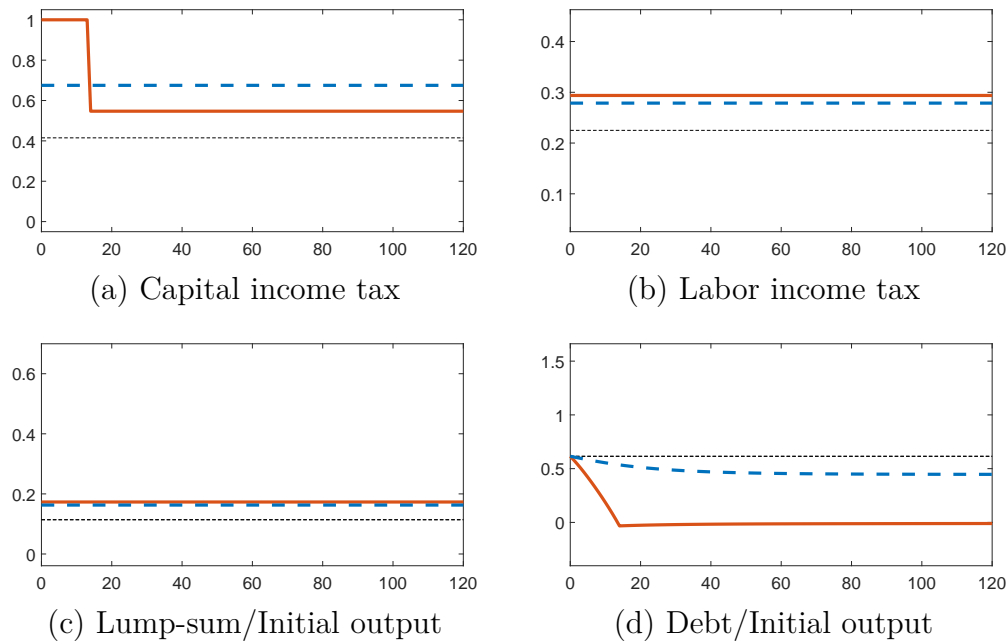 1
0.8
0.6
0.4
0.2
0
0 20 40 60 80 100 120
(a) Capital income tax
0.4
0.3
0.2
0.1
0 20 40 60 80 100 120
(b) Labor income tax
0.6
0.4
0.2
0
0 20 40 60 80 100 120
(c) Lump-sum/Initial output
1.5
1
0.5
0
0 20 40 60 80 100 120
(d) Debt/Initial output